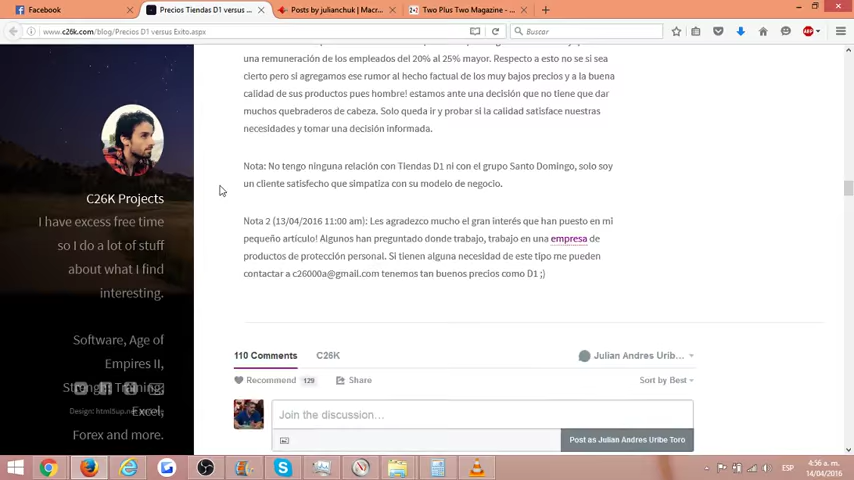 Facebook
Precios Tiendas D1 versus ...
Posts by julianchuk | Macr...
Two Plus Two Magazine - ...
www.c26k.com/blog/Precios D1 versus Exito.aspx
Buscar
una remuneración de los empleados del 20% al 25% mayor. Respecto a esto no se si sea
cierto pero si agregamos ese rumor al hecho factual de los muy bajos precios y a la buena
calidad de sus productos pues hombre! estamos ante una decisión que no tiene que dar
muchos quebraderos de cabeza. Solo queda ir y probar si la calidad satisface nuestras
necesidades y tomar una decisión informada.
Nota: No tengo ninguna relación con Tiendas D1 ni con el grupo Santo Domingo, solo soy
un cliente satisfecho que simpatiza con su modelo de negocio.
C26K Projects
I have excess free time
so I do a lot of stuff
about what I find
interesting.
Nota 2 (13/04/2016 11:00 am): Les agradezco mucho el gran interés que han puesto en mi
pequeño artículo! Algunos han preguntado donde trabajo, trabajo en una empresa de
productos de protección personal. Si tienen alguna necesidad de este tipo me pueden
contactar a c26000a@gmail.com tenemos tan buenos precios como D1 ;)
Software, Age of
Empires II,
Strength Training,
Excel,
Forex and more.
Design: html5up.net
110 Comments
C26K
Julian Andres Uribe...
Recommend 129
Share
Sort by Best
Join the discussion...
Post as Julian Andres Uribe Toro
ESP
4:56 a. m.
14/04/2016